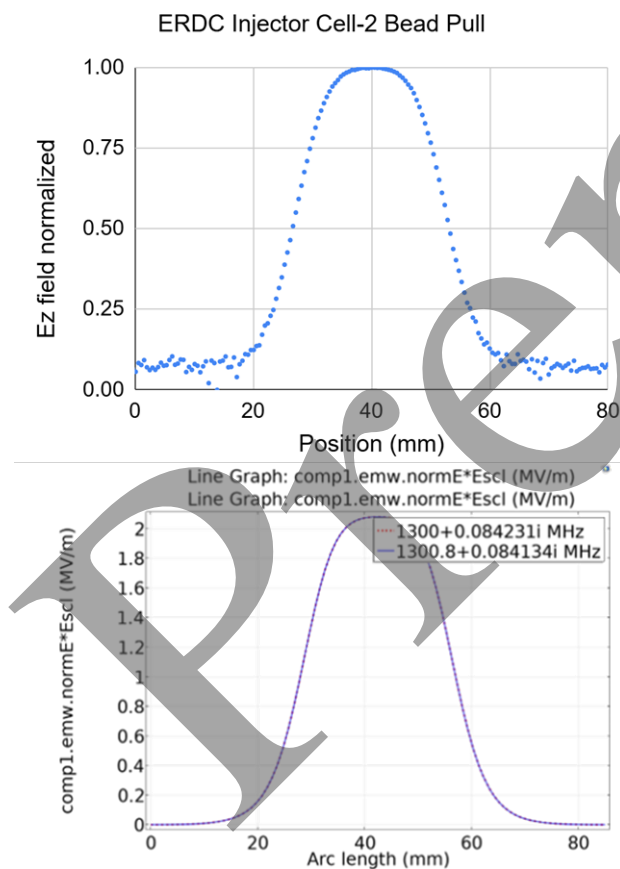 ERDC Injector Cell-2 Bead Pull
Ez field normalized
1.00
0.75
0.50
0.25
0.00
0 20 40 60 80
Position (mm)
Line Graph: comp1.emw.normE*Escl (MV/m)
Line Graph: comp1.emw.normE*Escl (MV/m)
comp1.emw.normE*Escl (MV/m)
1300+0.084231i MHz
1300.8+0.084134i MHz
2
1.8
1.6
1.4
1.2
1
0.8
0.6
0.4
0.2
0
0 20 40 60 80
Arc length (mm)
Prer